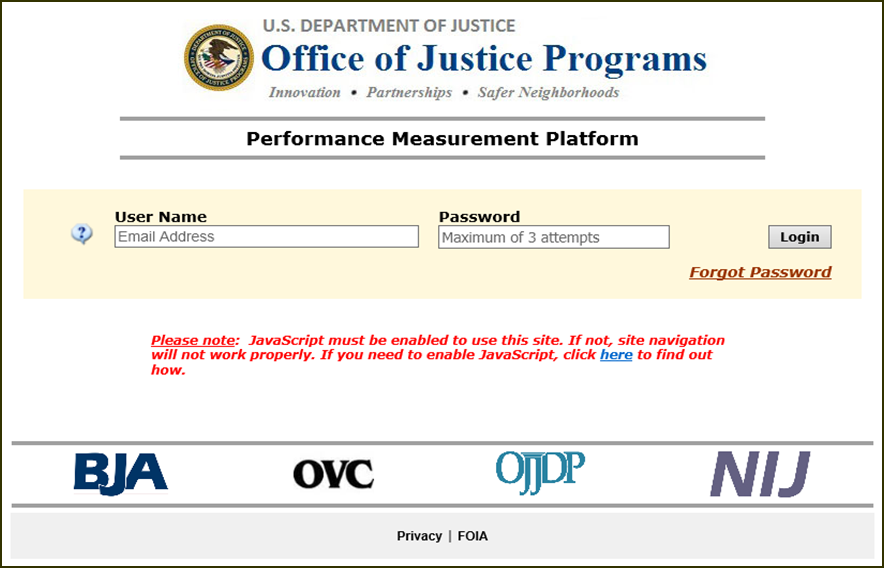 U.S. DEPARTMENT OF JUSTICE
Office of Justice Programs
Innovation • Partnerships • Safer Neighborhoods
Performance Measurement Platform
User Name
Password
?
Email Address
Maximum of 3 attempts
Login
Forgot Password
Please note: JavaScript must be enabled to use this site. If not, site navigation
will not work properly. If you need to enable JavaScript, click here to find out
how.
BJA
OVC
OJJDP
NIJ
Privacy | FOIA